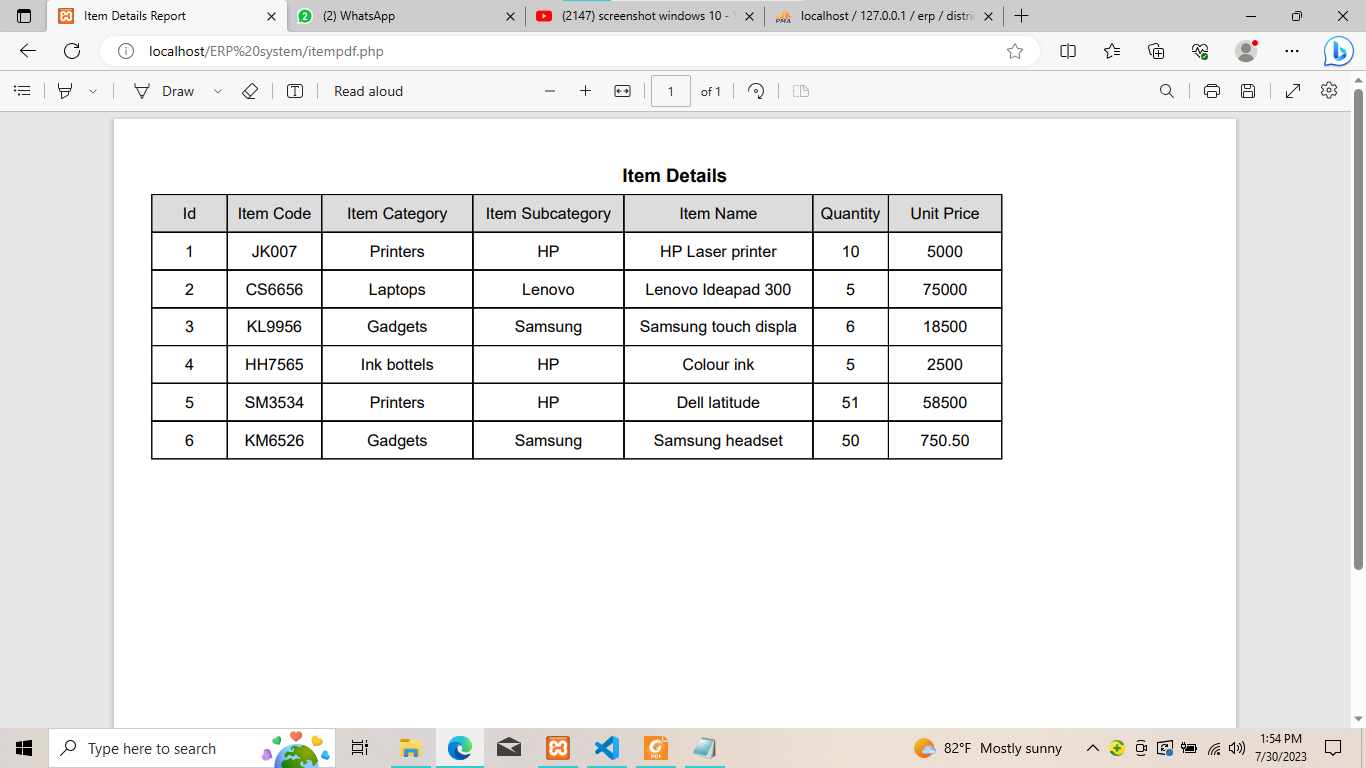 Item Details Report
(2) WhatsApp
(2147) screenshot windows 10 -
localhost / 127.0.0.1 / erp / distri
localhost/ERP%20system/itempdf.php
Draw
Read aloud
1 of 1
Item Details
Id Item Code Item Category Item Subcategory Item Name Quantity Unit Price
1 JK007 Printers HP HP Laser printer 10 5000
2 CS6656 Laptops Lenovo Lenovo Ideapad 300 5 75000
3 KL9956 Gadgets Samsung Samsung touch displa 6 18500
4 HH7565 Ink bottels HP Colour ink 5 2500
5 SM3534 Printers HP Dell latitude 51 58500
6 KM6526 Gadgets Samsung Samsung headset 50 750.50
Type here to search
82°F Mostly sunny
1:54 PM
7/30/2023